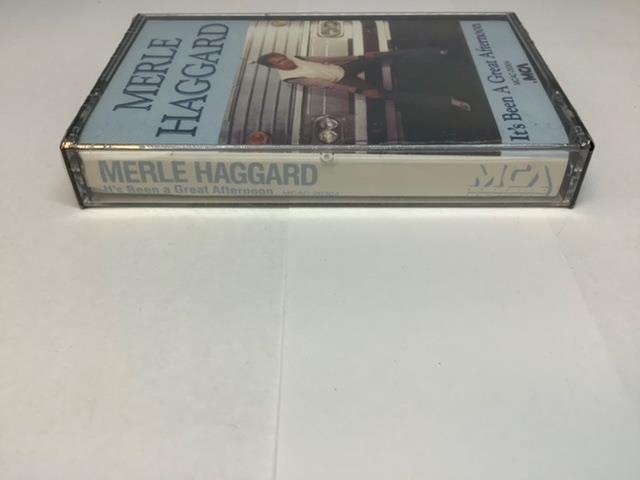 MERLE
HAGGARD
It's Been A Great Afternoon
MCA
MERLE HAGGARD
It's Been a Great Afternoon
MCA